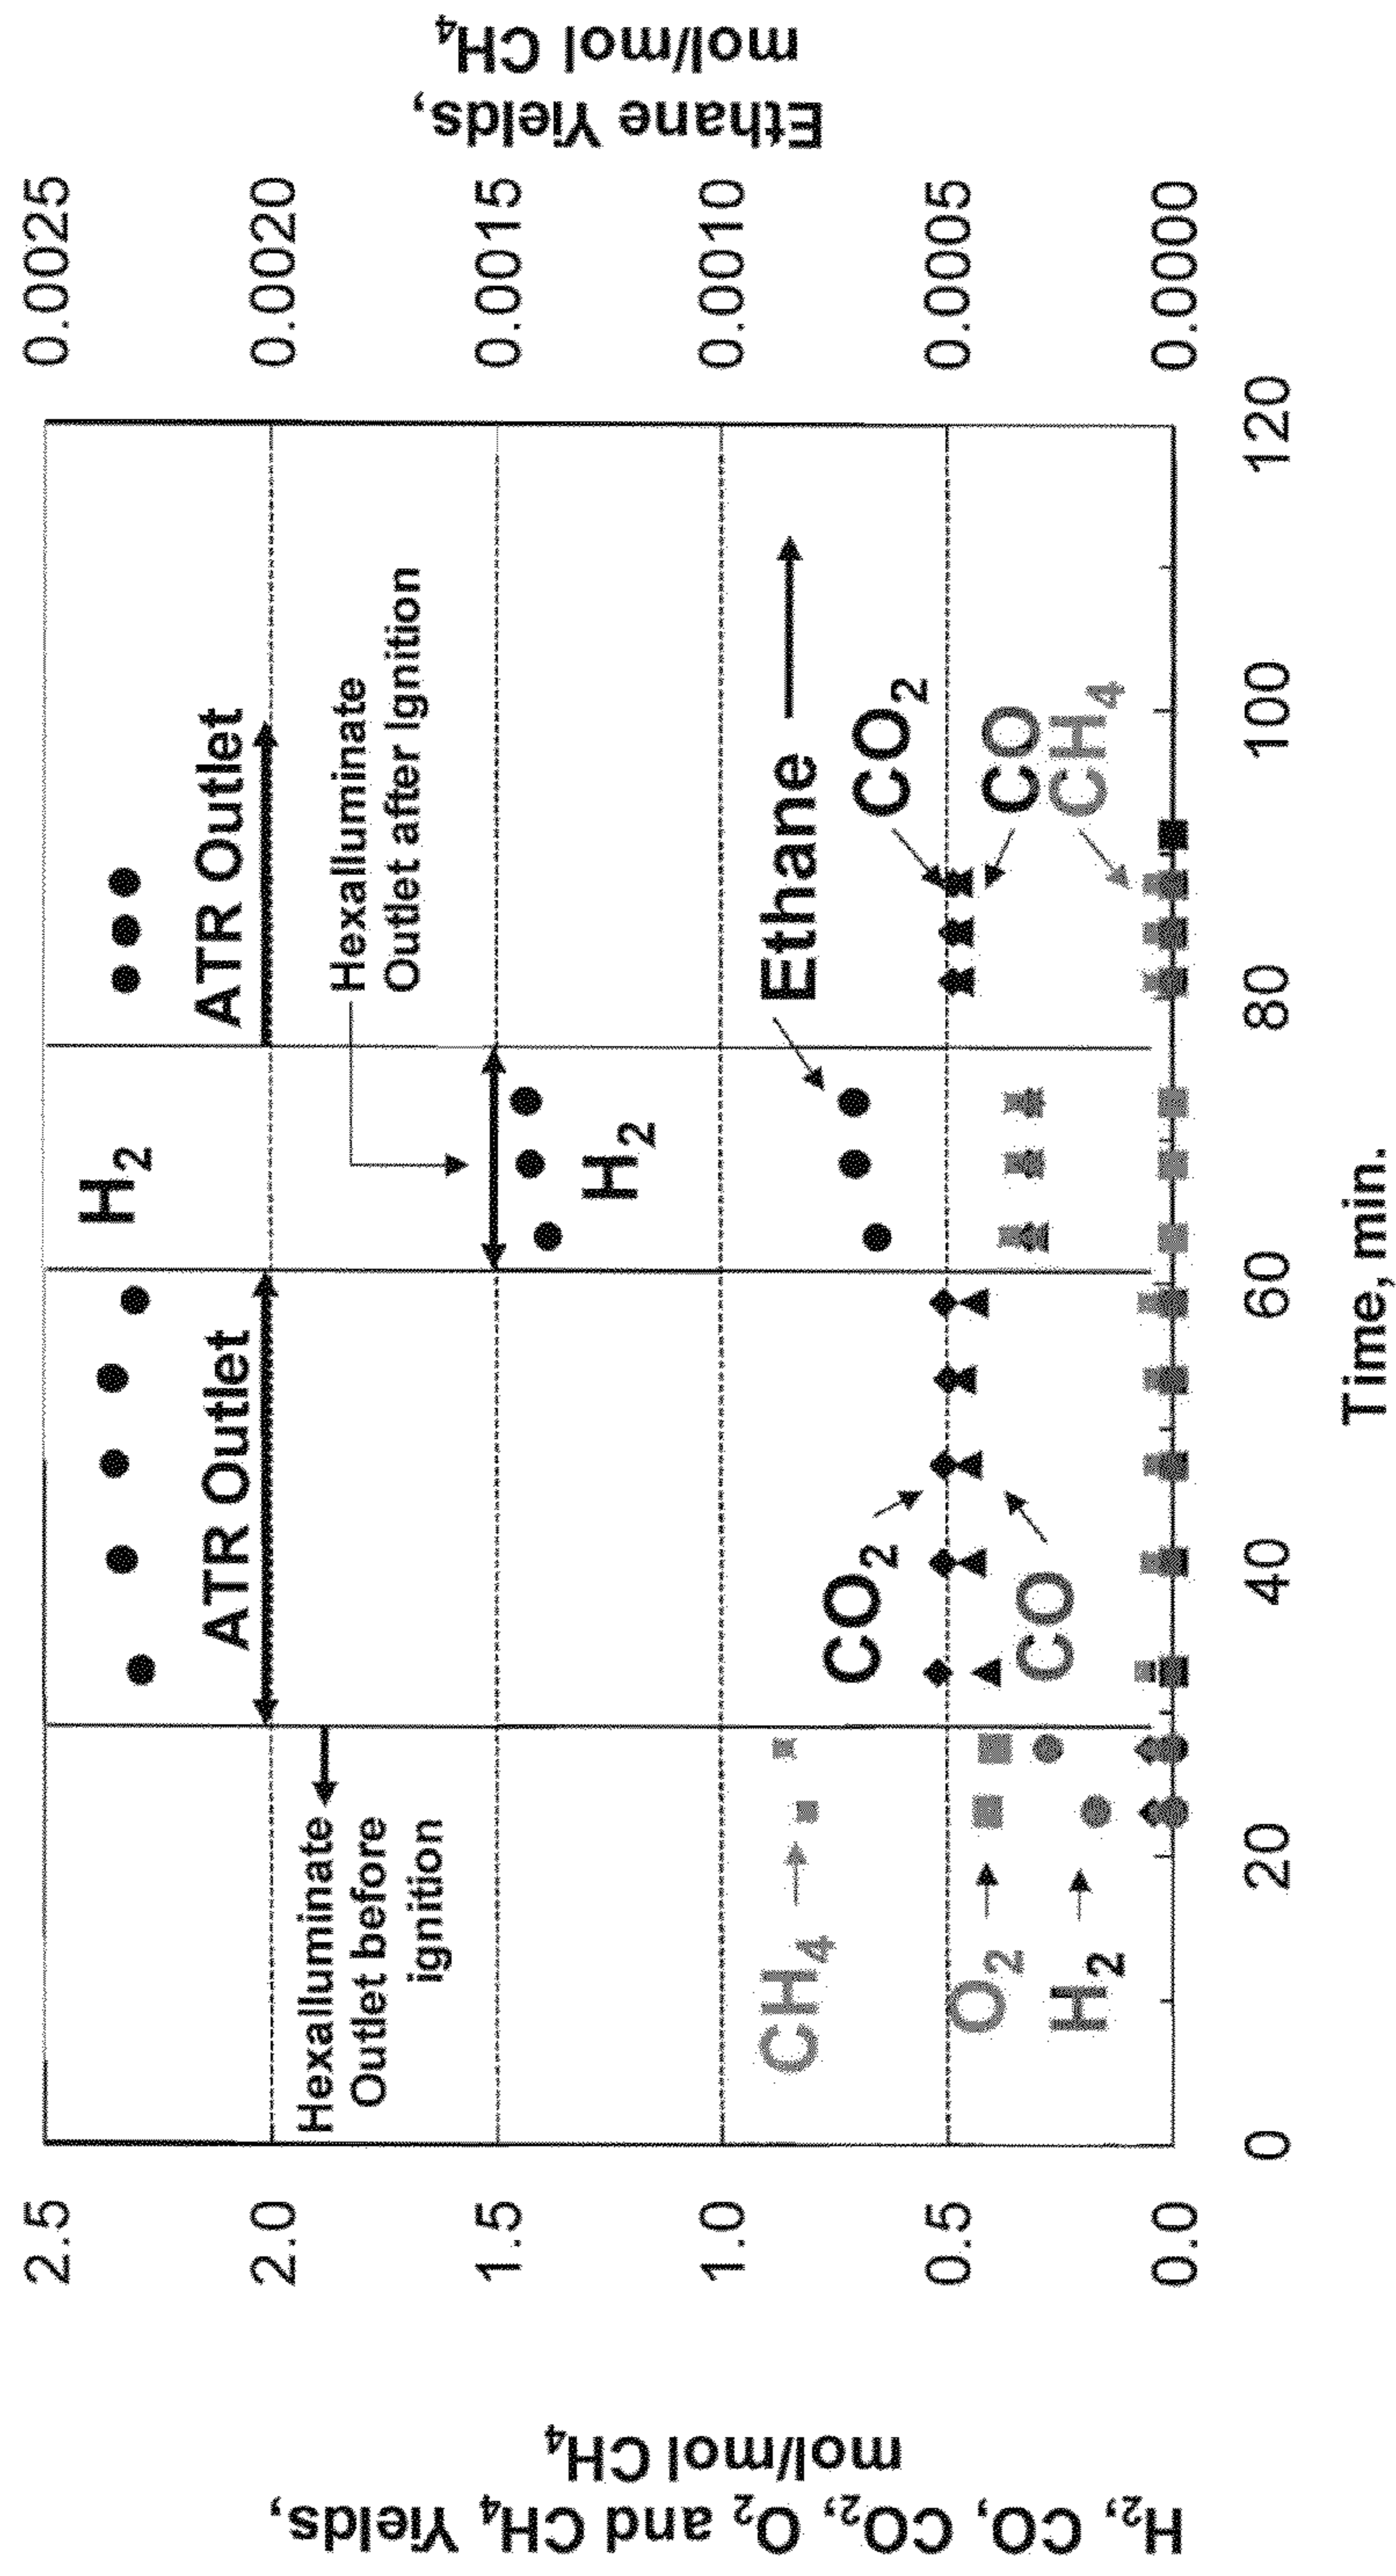 H₂, CO, CO₂, O₂ and CH₄ Yields,
mol/mol CH₄
2.5
2.0
1.5
1.0
0.5
0.0
Hexalluminate
Outlet before
ignition
CH₄
O₂
H₂
ATR Outlet
CO₂
CO
H₂
H₂
Hexalluminate
Outlet after Ignition
ATR Outlet
Ethane
CO₂
CO
CH₄
0.0025
0.0020
0.0015
0.0010
0.0005
0.0000
Ethane Yields,
mol/mol CH₄
0
20
40
60
80
100
120
Time, min.